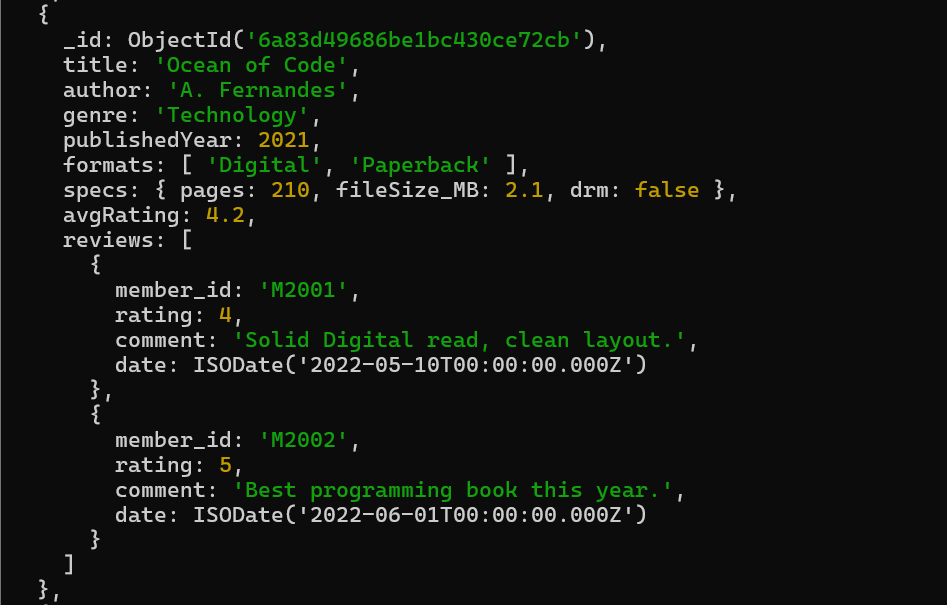 {
_id: ObjectId('6a83d49686be1bc430ce72cb'),
title: 'Ocean of Code',
author: 'A. Fernandes',
genre: 'Technology',
publishedYear: 2021,
formats: [ 'Digital', 'Paperback' ],
specs: { pages: 210, fileSize_MB: 2.1, drm: false },
avgRating: 4.2,
reviews: [
{
member_id: 'M2001',
rating: 4,
comment: 'Solid Digital read, clean layout.',
date: ISODate('2022-05-10T00:00:00.000Z')
},
{
member_id: 'M2002',
rating: 5,
comment: 'Best programming book this year.',
date: ISODate('2022-06-01T00:00:00.000Z')
}
]
},